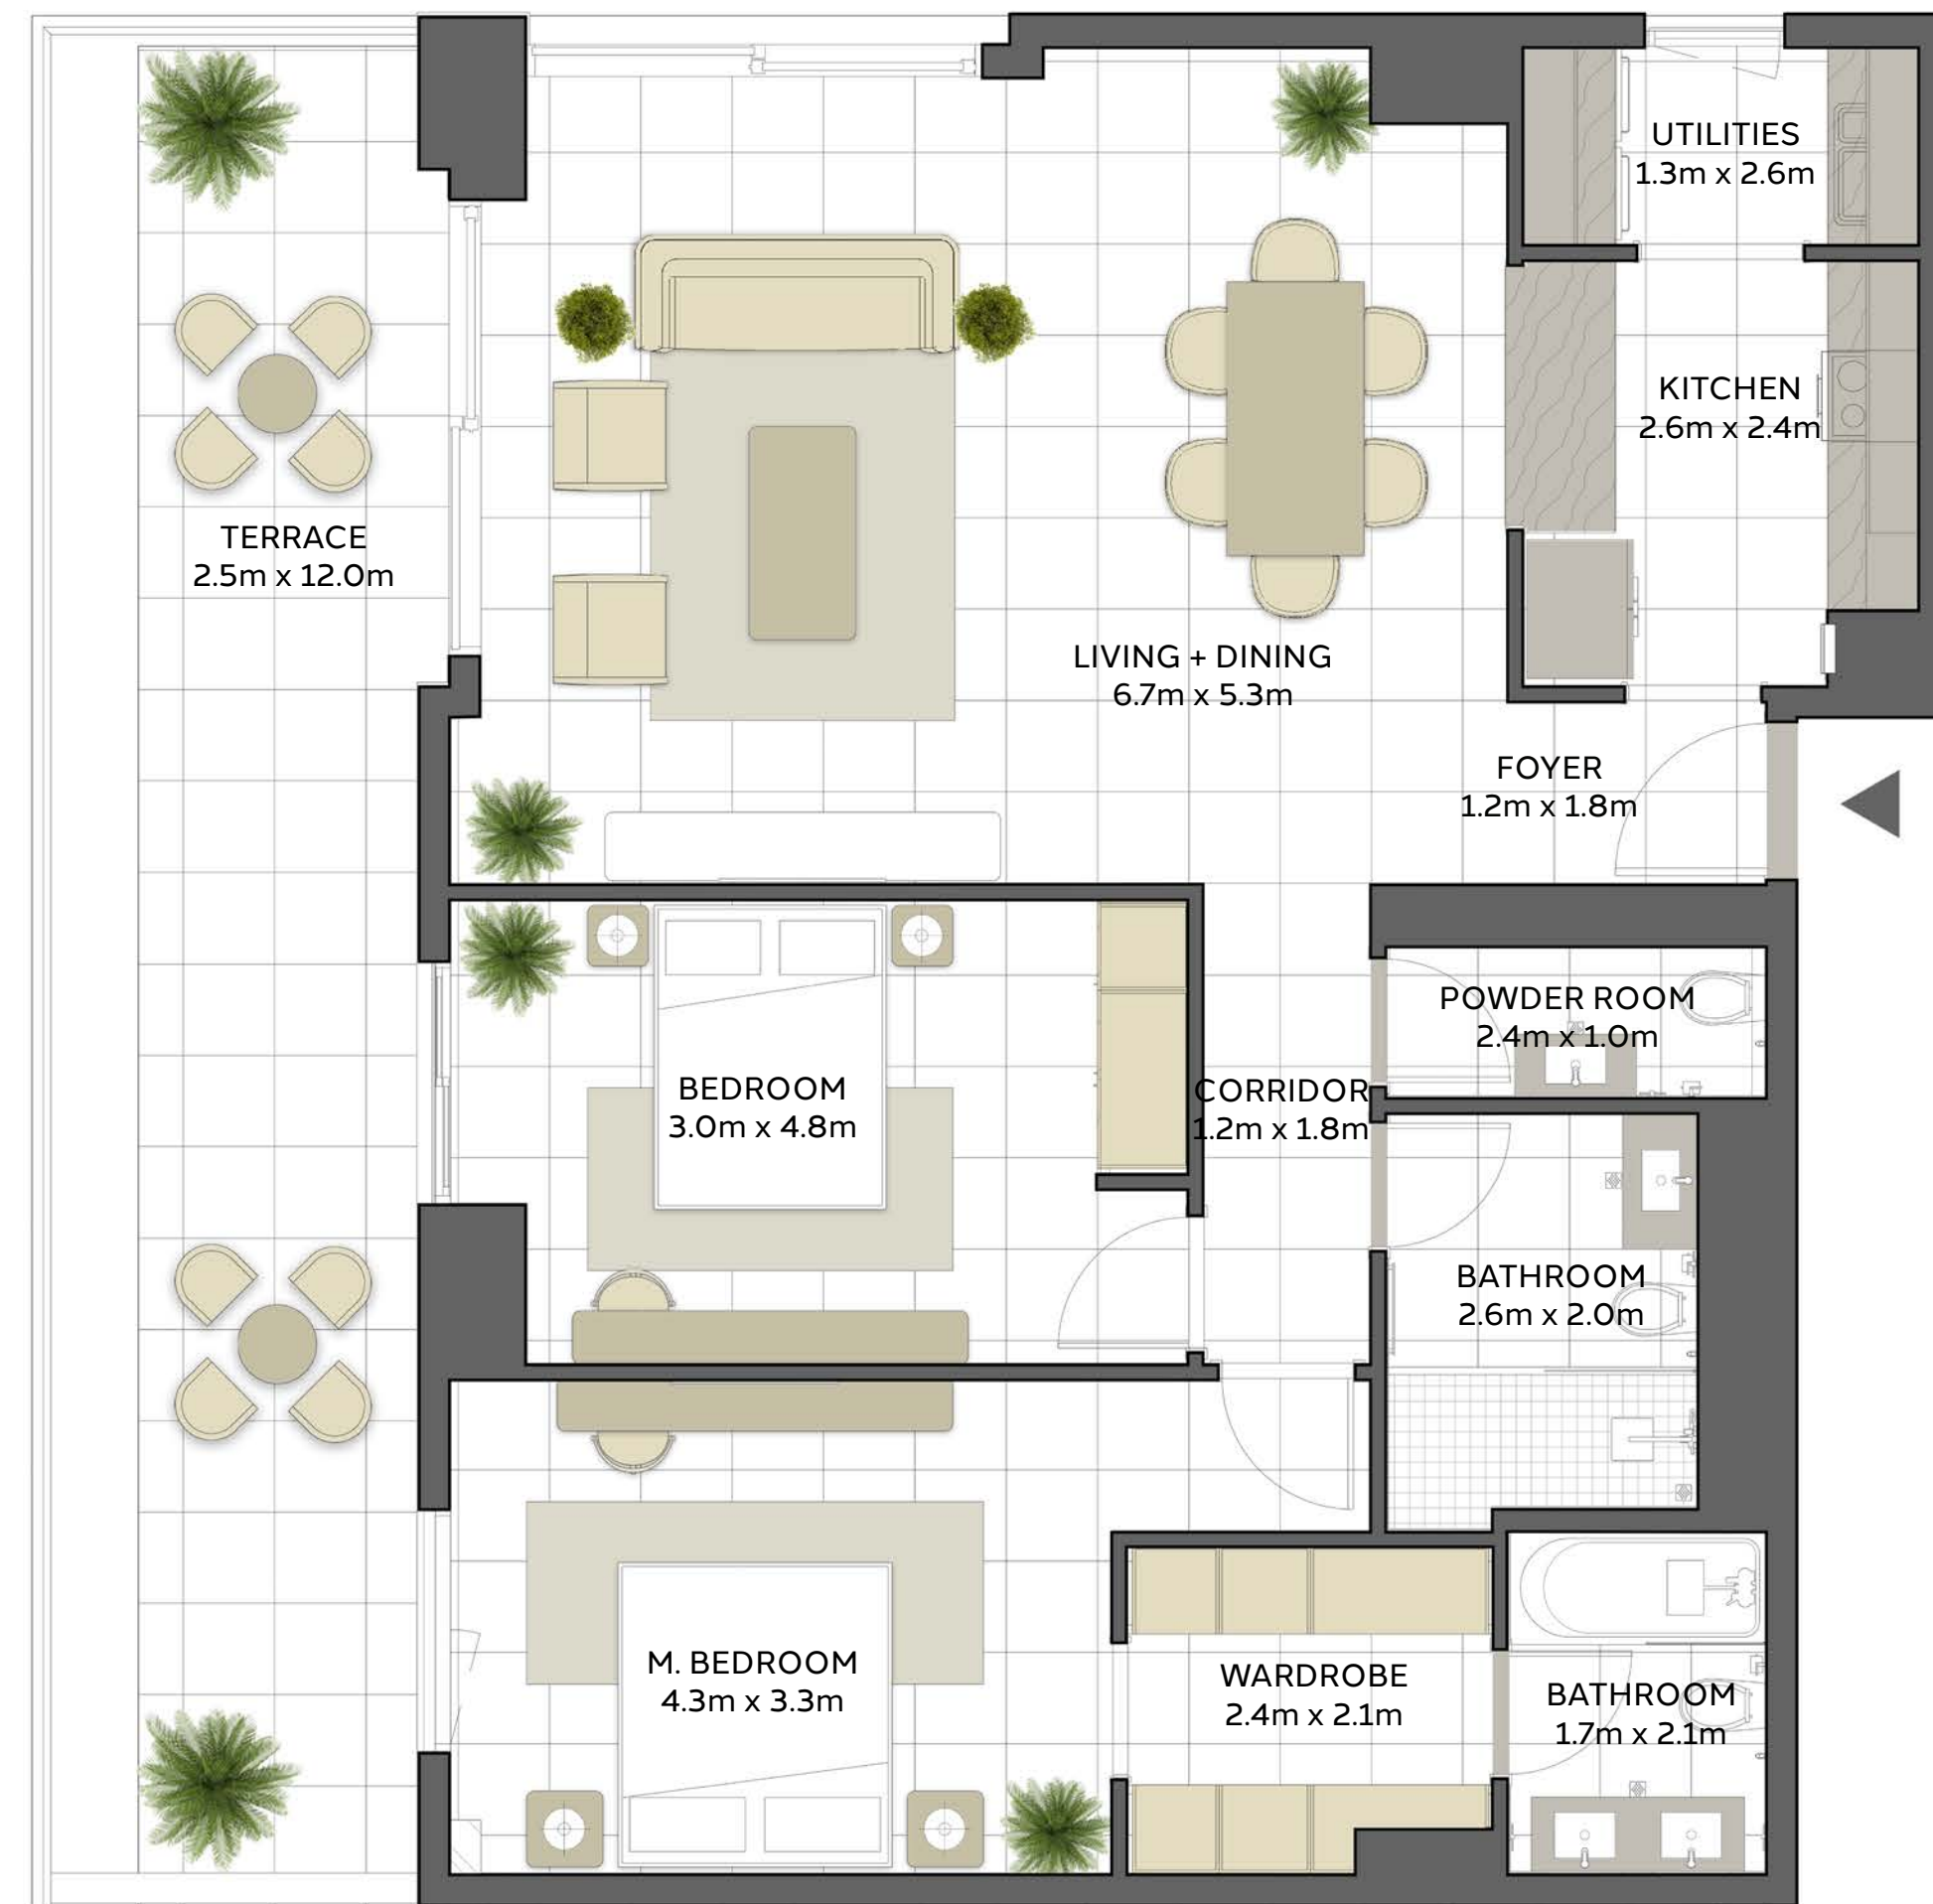 UTILITIES
1.3m x 2.6m
KITCHEN
2.6m x 2.4m
TERRACE
2.5m x 12.0m
LIVING + DINING
6.7m x 5.3m
FOYER
1.2m x 1.8m
POWDER ROOM
2.4m x 1.0m
BEDROOM
3.0m x 4.8m
CORRIDOR
1.2m x 1.8m
BATHROOM
2.6m x 2.0m
M. BEDROOM
4.3m x 3.3m
WARDROBE
2.4m x 2.1m
BATHROOM
1.7m x 2.1m